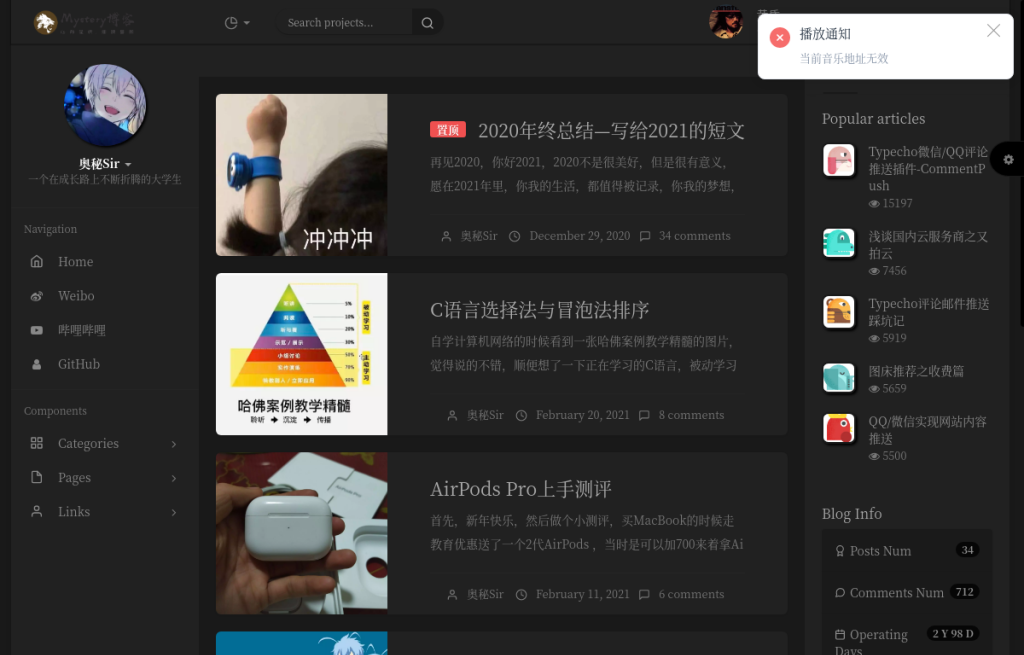 Mystery博客
Search projects...
播放通知
当前音乐地址无效
奥秘Sir
一个在成长路上不断折腾的大学生
Navigation
Home
Weibo
哔哩哔哩
GitHub
Components
Categories
Pages
Links
冲冲冲
置顶 2020年终总结—写给2021的短文
再见2020，你好2021，2020不是很美好，但是很有意义，
愿在2021年里，你我的生活，都值得被记录，你我的梦想，
奥秘Sir December 29, 2020 34 comments
哈佛案例教学精髓
聆听 ➔ 沉淀 ➔ 传播
C语言选择法与冒泡法排序
自学计算机网络的时候看到一张哈佛案例教学精髓的图片，
觉得说的不错，顺便想了一下正在学习的C语言，被动学习
奥秘Sir February 20, 2021 8 comments
AirPods Pro上手测评
首先，新年快乐，然后做个小测评，买MacBook的时候走
教育优惠送了一个2代AirPods ，当时是可以加700来着拿Ai
奥秘Sir February 11, 2021 6 comments
Popular articles
Typecho微信/QQ评论
推送插件-CommentP
ush
15197
浅谈国内云服务商之又
拍云
7456
Typecho评论邮件推送
踩坑记
5919
图床推荐之收费篇
5659
QQ/微信实现网站内容
推送
5500
Blog Info
Posts Num 34
Comments Num 712
Operating 2 Y 98 D
Days